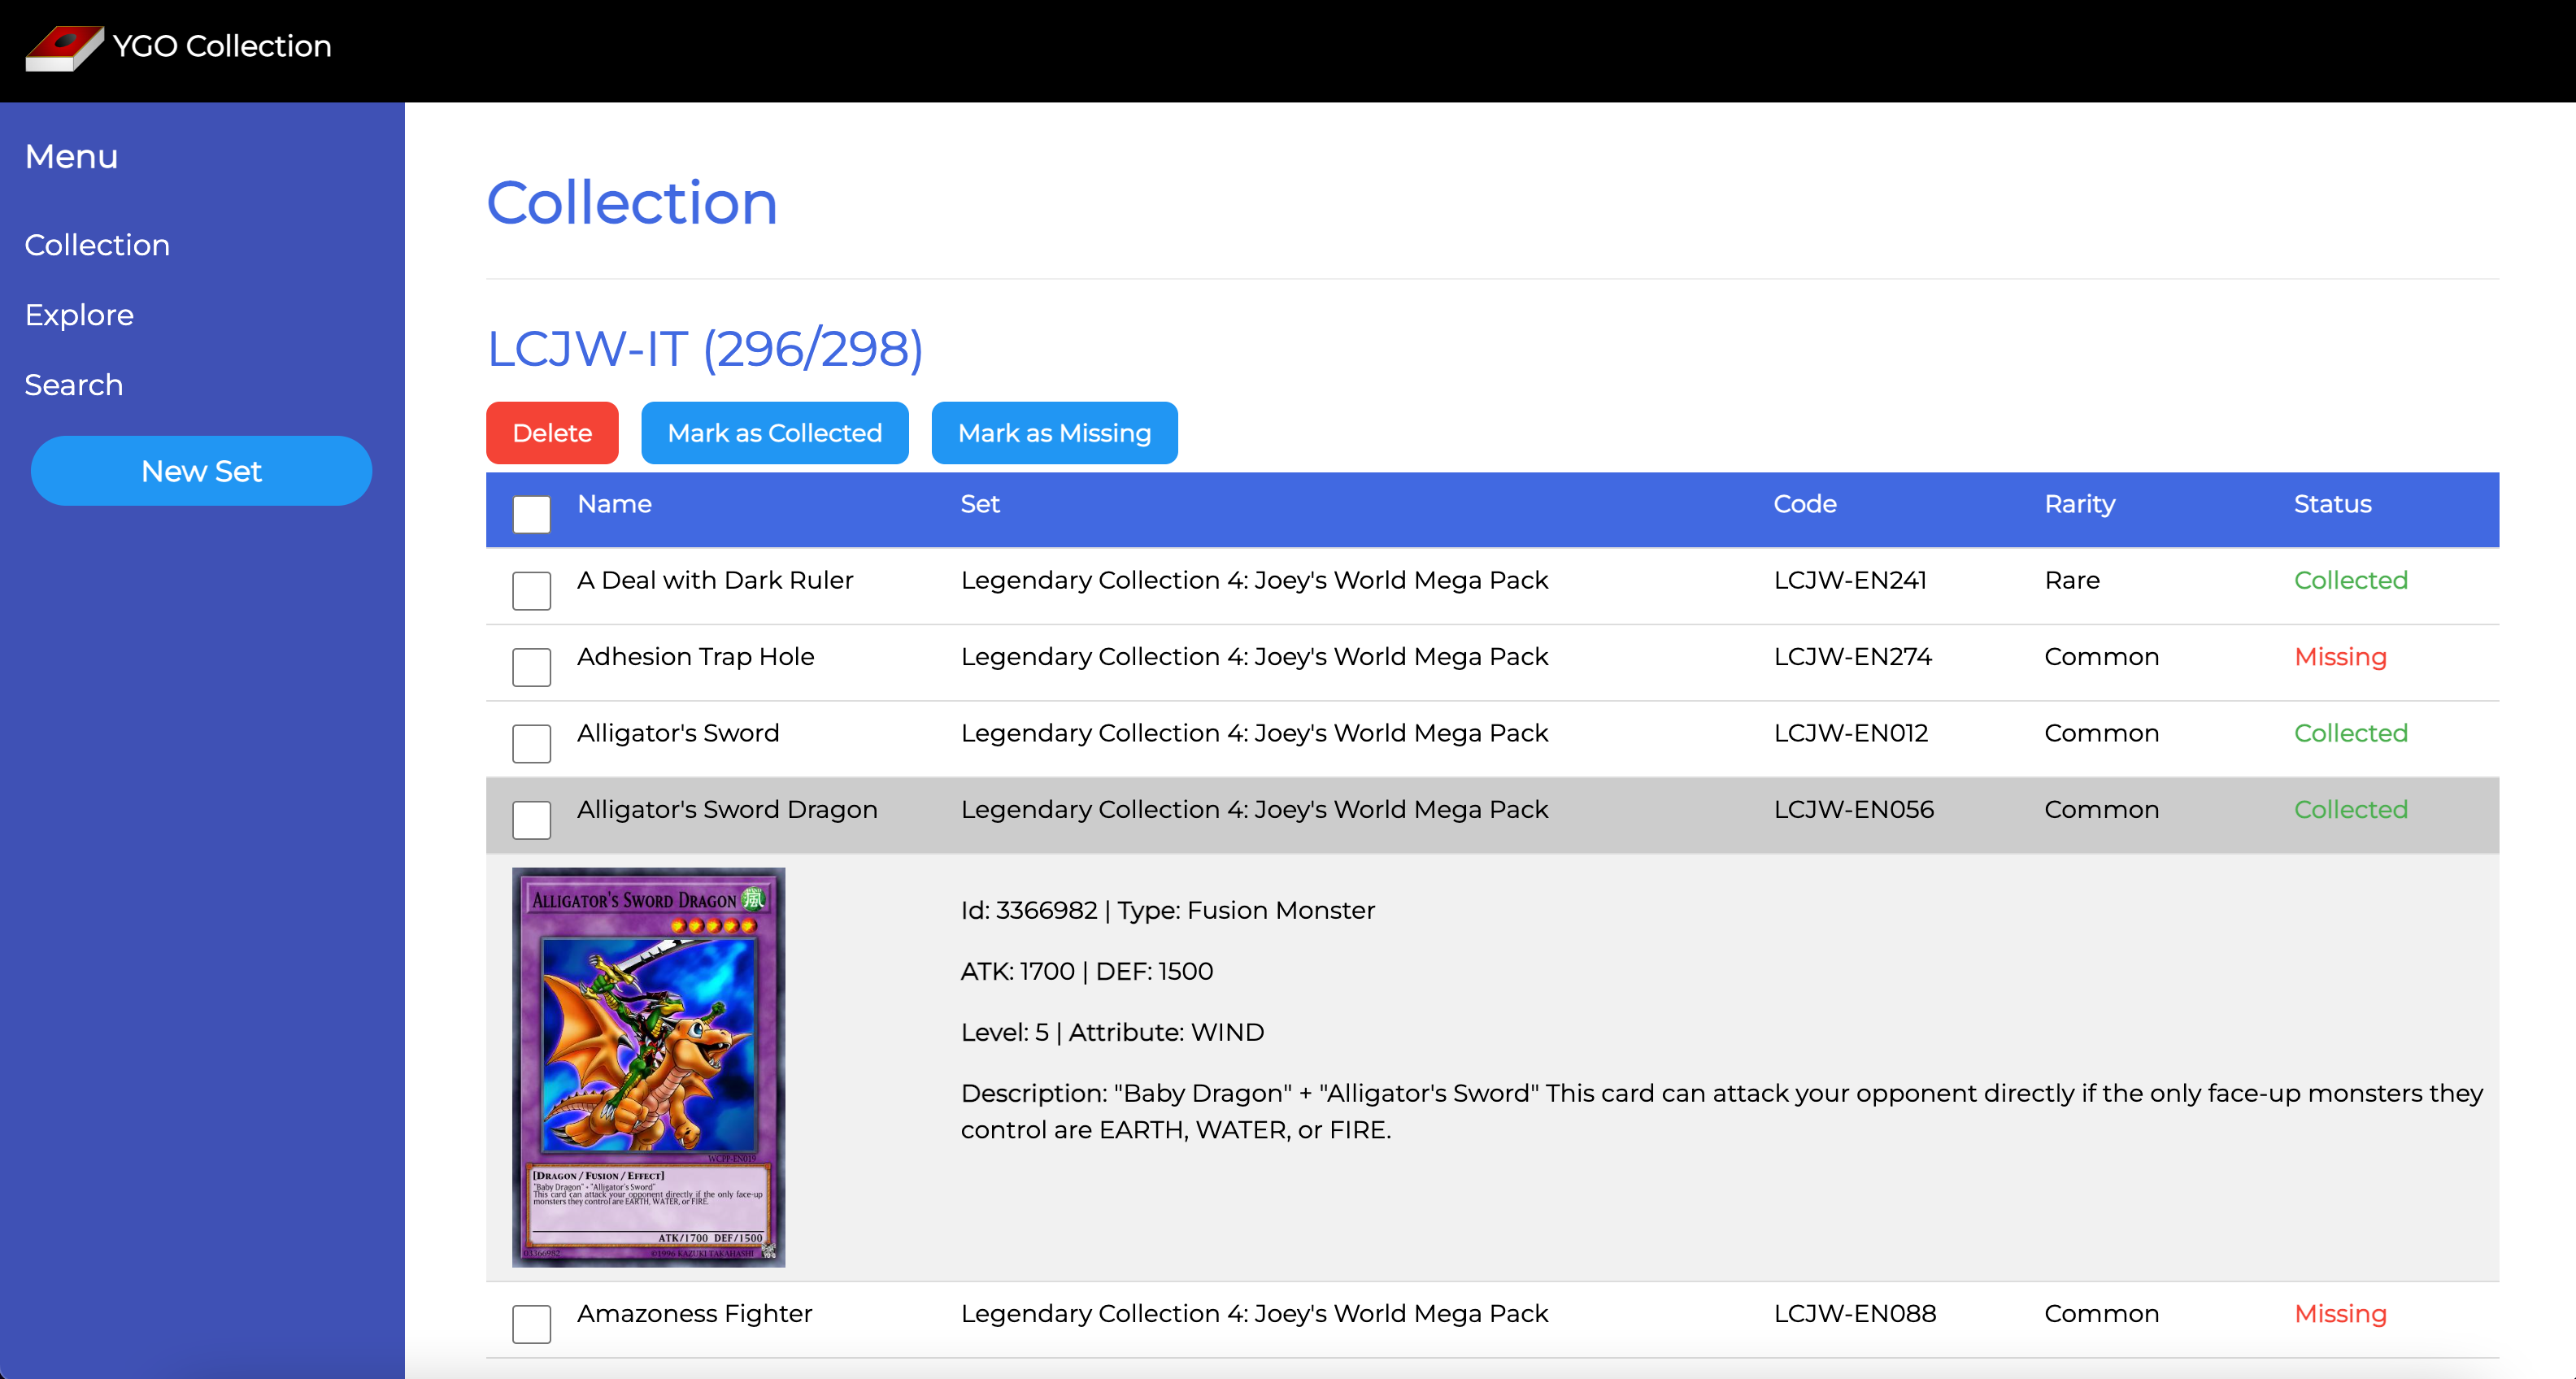 YGO Collection
Menu
Collection
Explore
Search
New Set
Collection
LCJW-IT (296/298)
Delete Mark as Collected Mark as Missing
Name Set Code Rarity Status
A Deal with Dark Ruler Legendary Collection 4: Joey's World Mega Pack LCJW-EN241 Rare Collected
Adhesion Trap Hole Legendary Collection 4: Joey's World Mega Pack LCJW-EN274 Common Missing
Alligator's Sword Legendary Collection 4: Joey's World Mega Pack LCJW-EN012 Common Collected
Alligator's Sword Dragon Legendary Collection 4: Joey's World Mega Pack LCJW-EN056 Common Collected
ALLIGATOR'S SWORD DRAGON
WCPP-EN019
[DRAGON / FUSION / EFFECT]
"Baby Dragon" + "Alligator's Sword"
This card can attack your opponent directly if the only face-up
monsters they control are EARTH, WATER, or FIRE.
ATK/1700 DEF/1500
03366982 ©1996 KAZUKI TAKAHASHI
Id: 3366982 | Type: Fusion Monster
ATK: 1700 | DEF: 1500
Level: 5 | Attribute: WIND
Description: "Baby Dragon" + "Alligator's Sword" This card can attack your opponent directly if the only face-up monsters they
control are EARTH, WATER, or FIRE.
Amazoness Fighter Legendary Collection 4: Joey's World Mega Pack LCJW-EN088 Common Missing